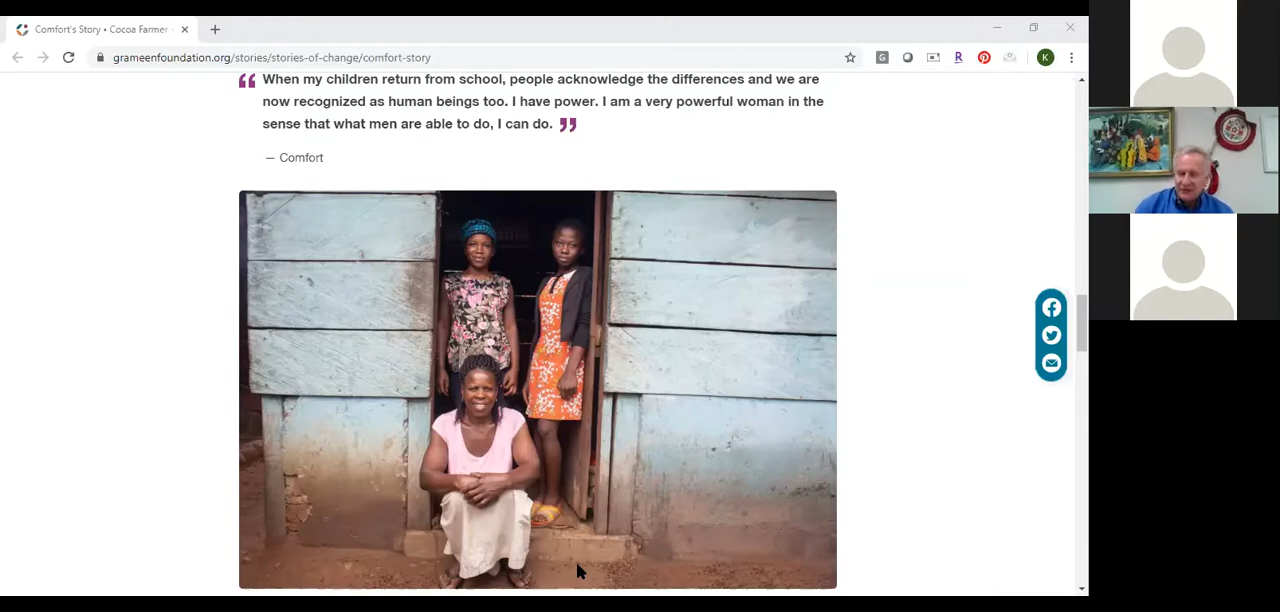 Comfort's Story • Cocoa Farmer
grameenfoundation.org/stories/stories-of-change/comfort-story
G
R
K
When my children return from school, people acknowledge the differences and we are
now recognized as human beings too. I have power. I am a very powerful woman in the
sense that what men are able to do, I can do.
— Comfort